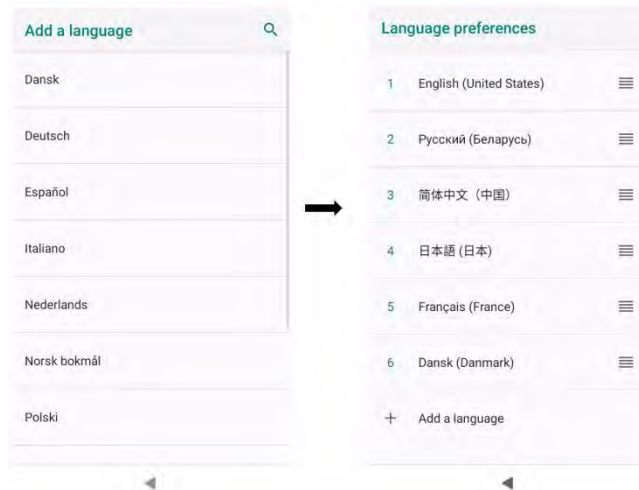 Add a language
Dansk
Deutsch
Español
Italiano
Nederlands
Norsk bokmål
Polski
Language preferences
1 English (United States)
2 Русский (Беларусь)
3 简体中文（中国）
4 日本語 (日本)
5 Français (France)
6 Dansk (Danmark)
+ Add a language